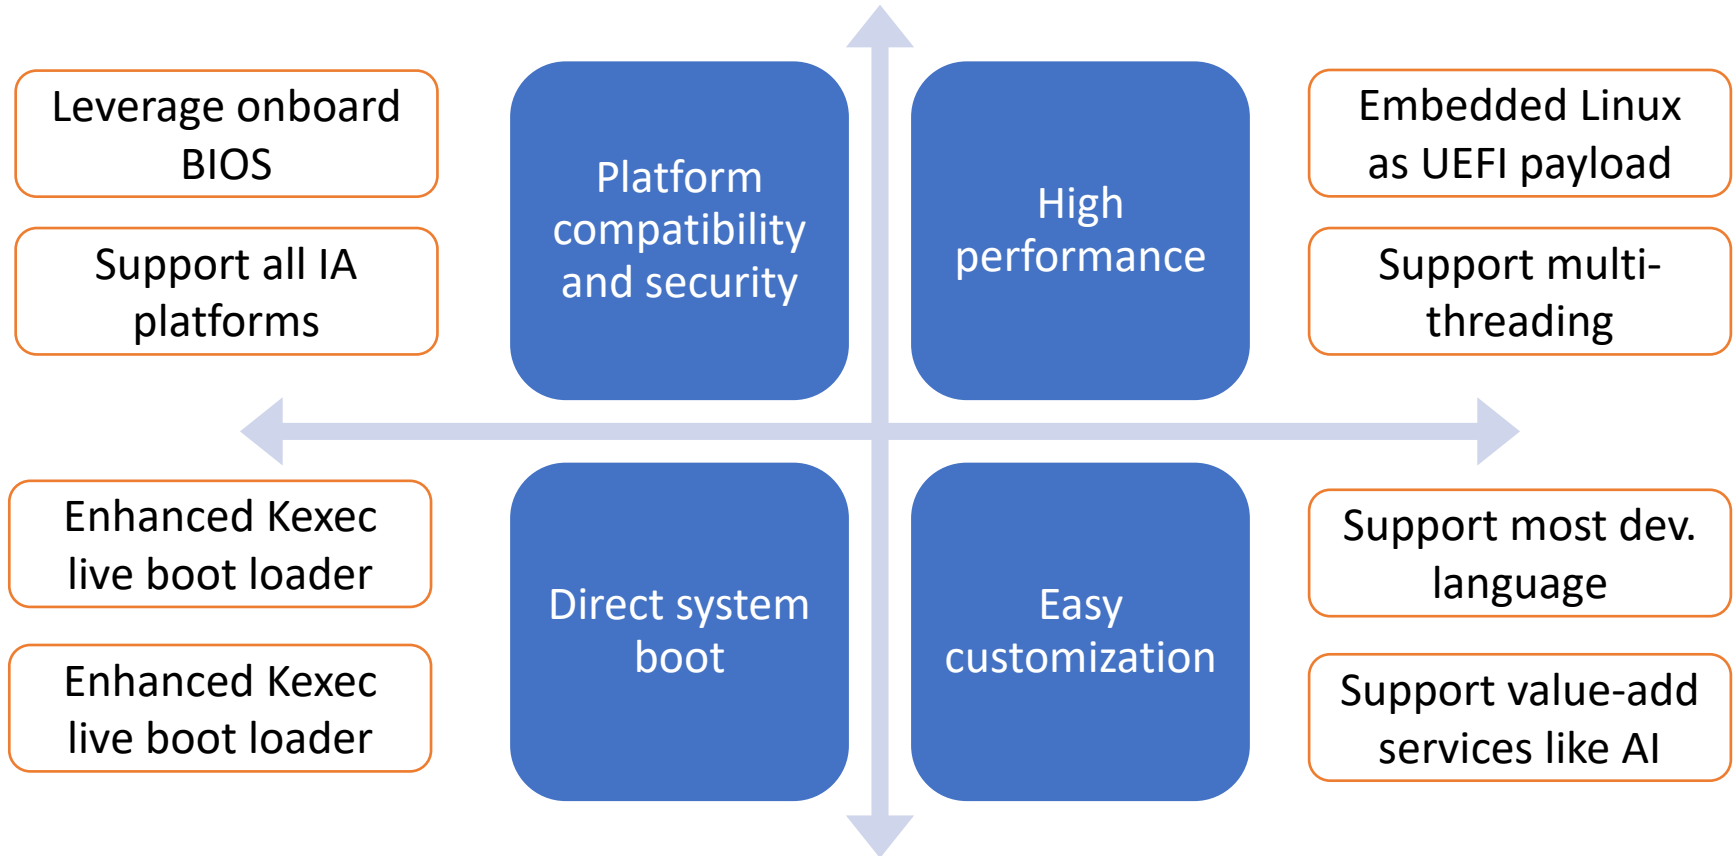 Leverage onboard
BIOS
Support all IA
platforms
Platform
compatibility
and security
High
performance
Embedded Linux
as UEFI payload
Support multi-
threading
Enhanced Kexec
live boot loader
Enhanced Kexec
live boot loader
Direct system
boot
Easy
customization
Support most dev.
language
Support value-add
services like AI